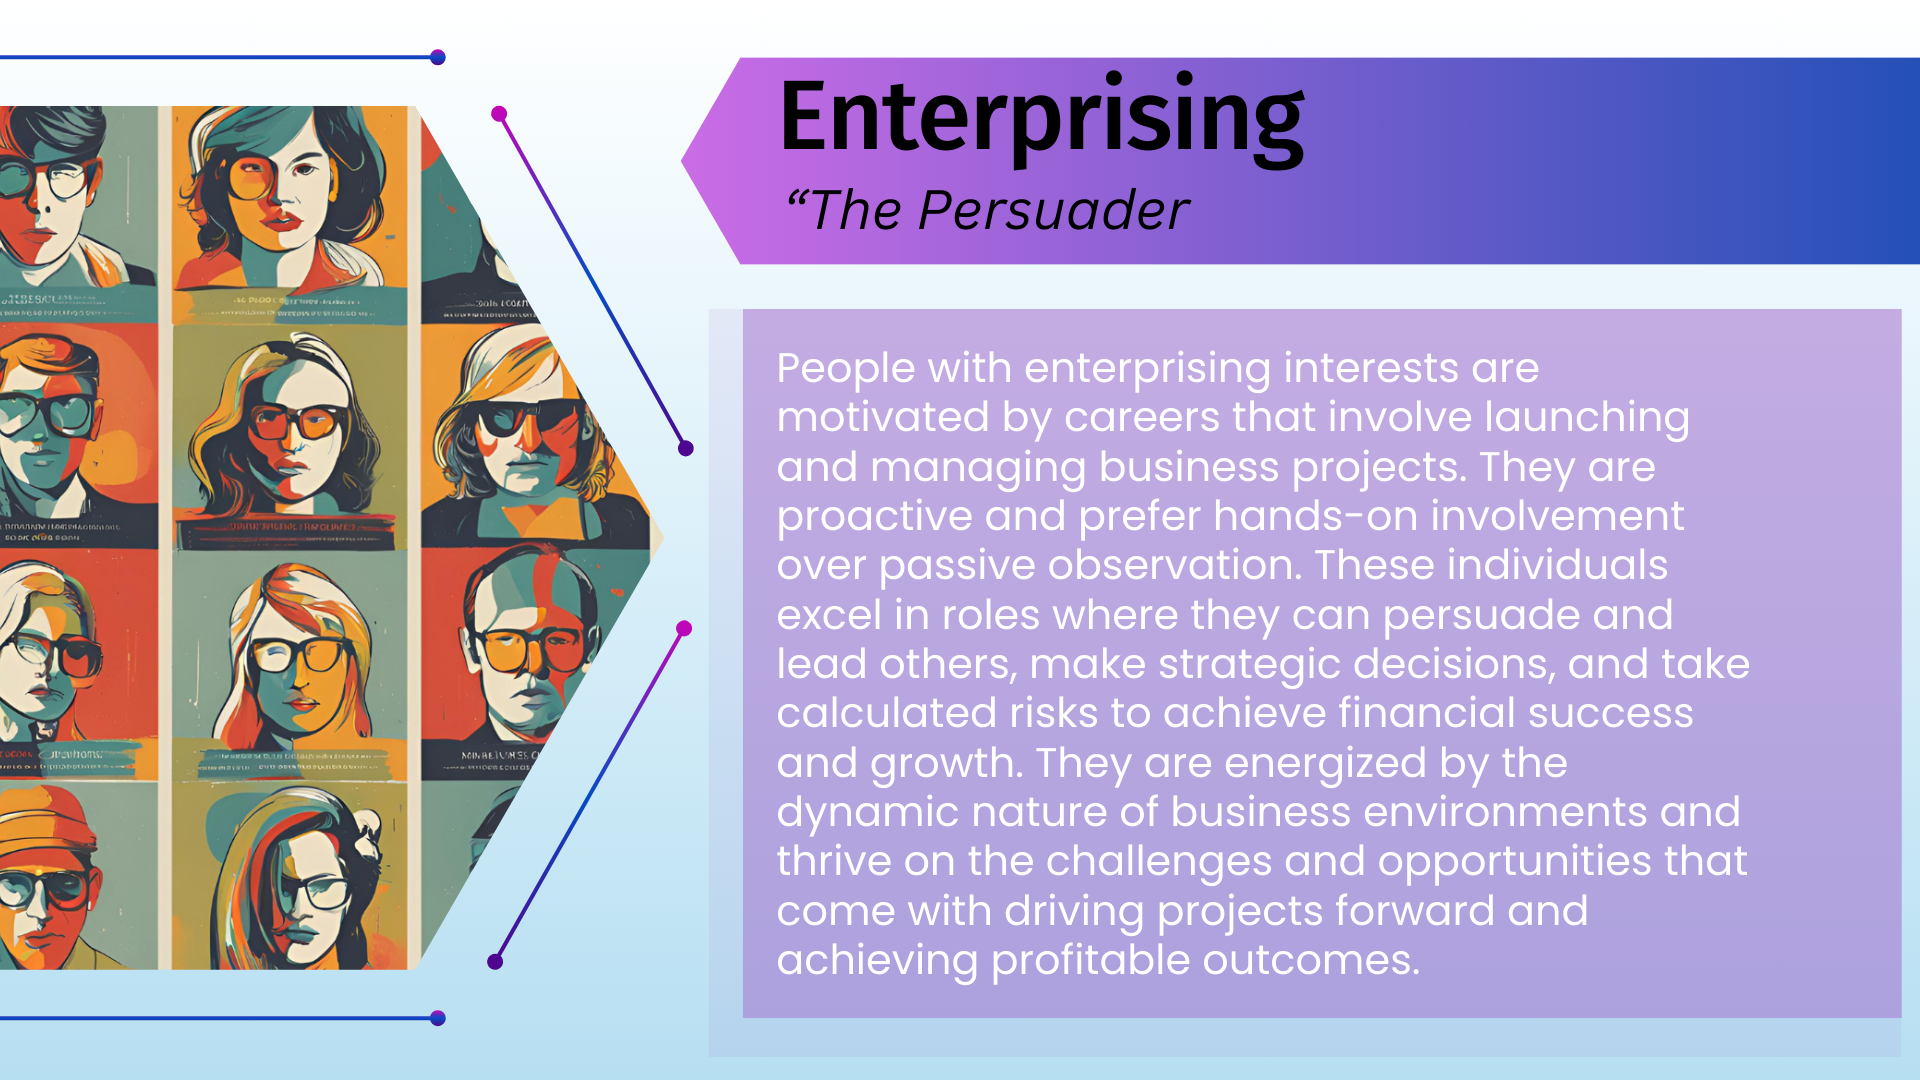 Enterprising
“The Persuader
People with enterprising interests are
motivated by careers that involve launching
and managing business projects. They are
proactive and prefer hands-on involvement
over passive observation. These individuals
excel in roles where they can persuade and
lead others, make strategic decisions, and take
calculated risks to achieve financial success
and growth. They are energized by the
dynamic nature of business environments and
thrive on the challenges and opportunities that
come with driving projects forward and
achieving profitable outcomes.